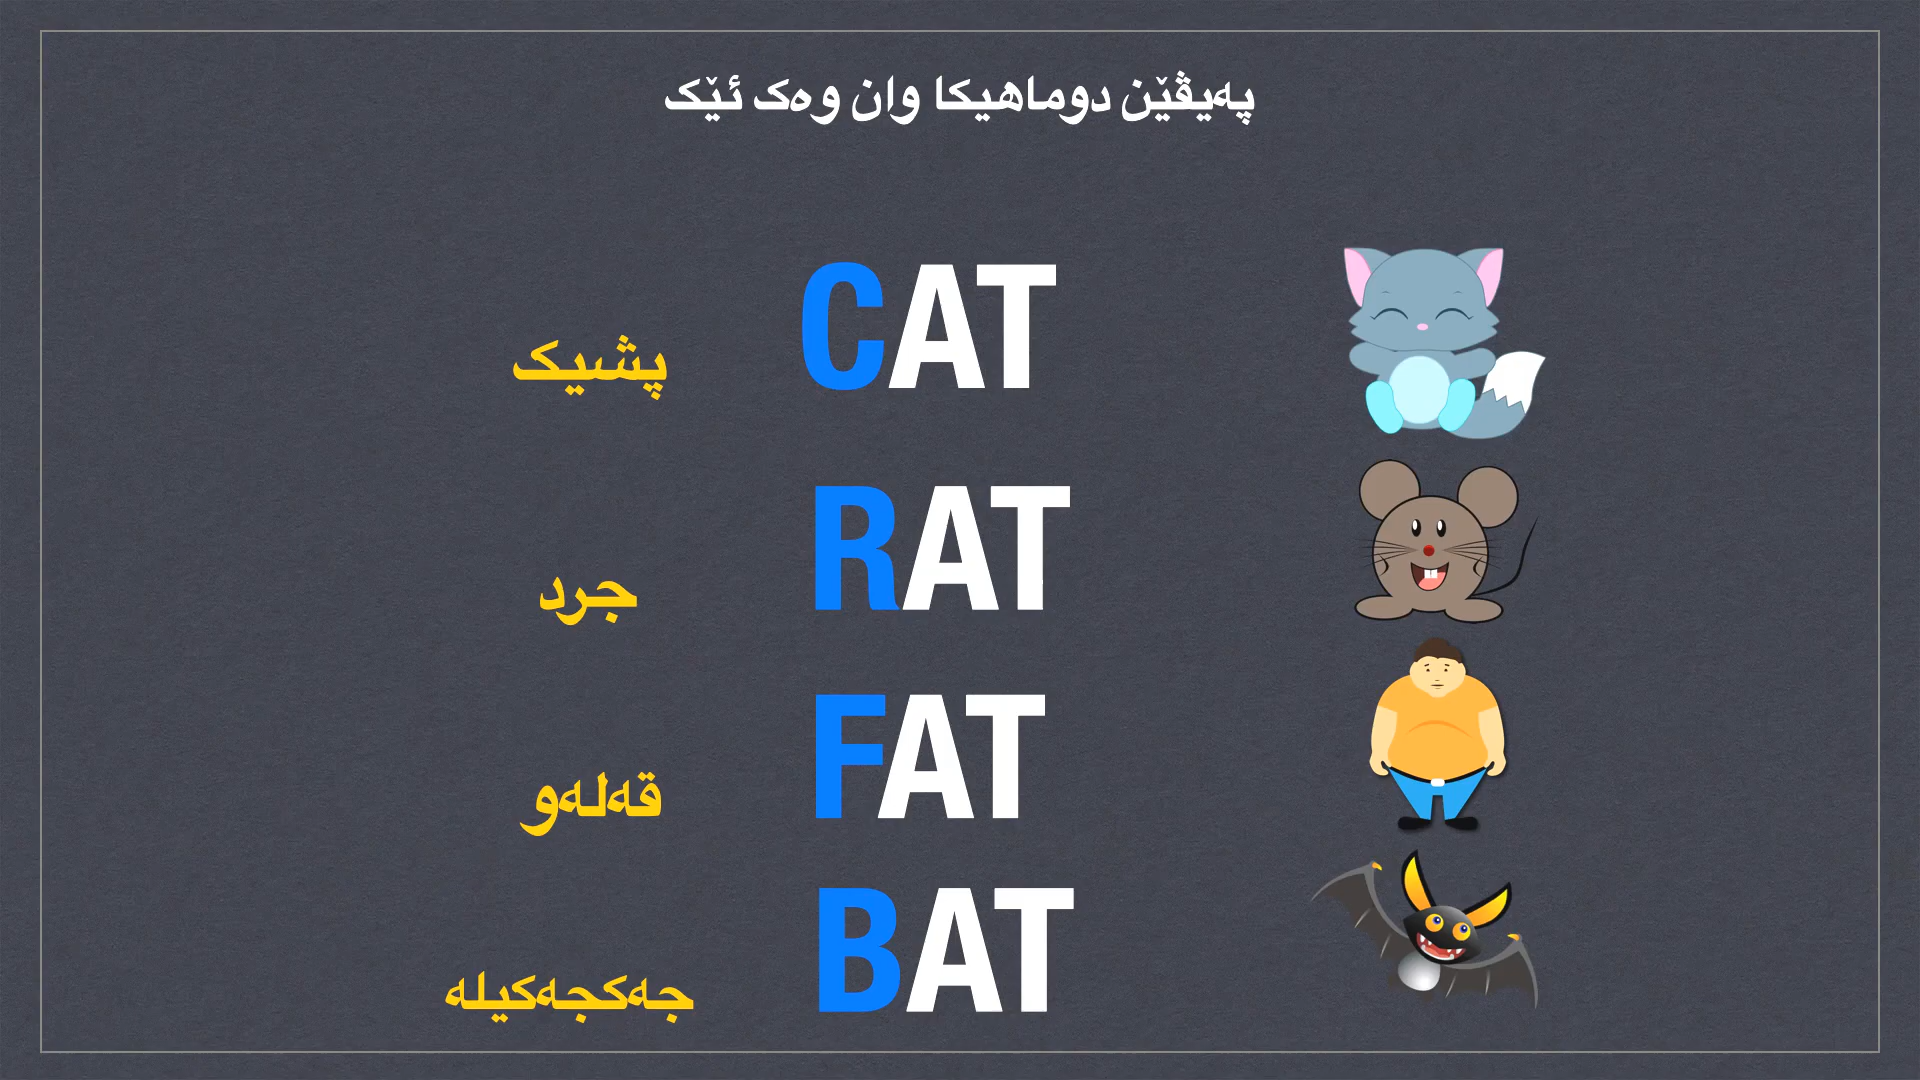 پەیڤێن دوماهیکا وان وەک ئێک
CAT
پشیک
RAT
جرد
FAT
قەلەو
BAT
جەکجەکیلە